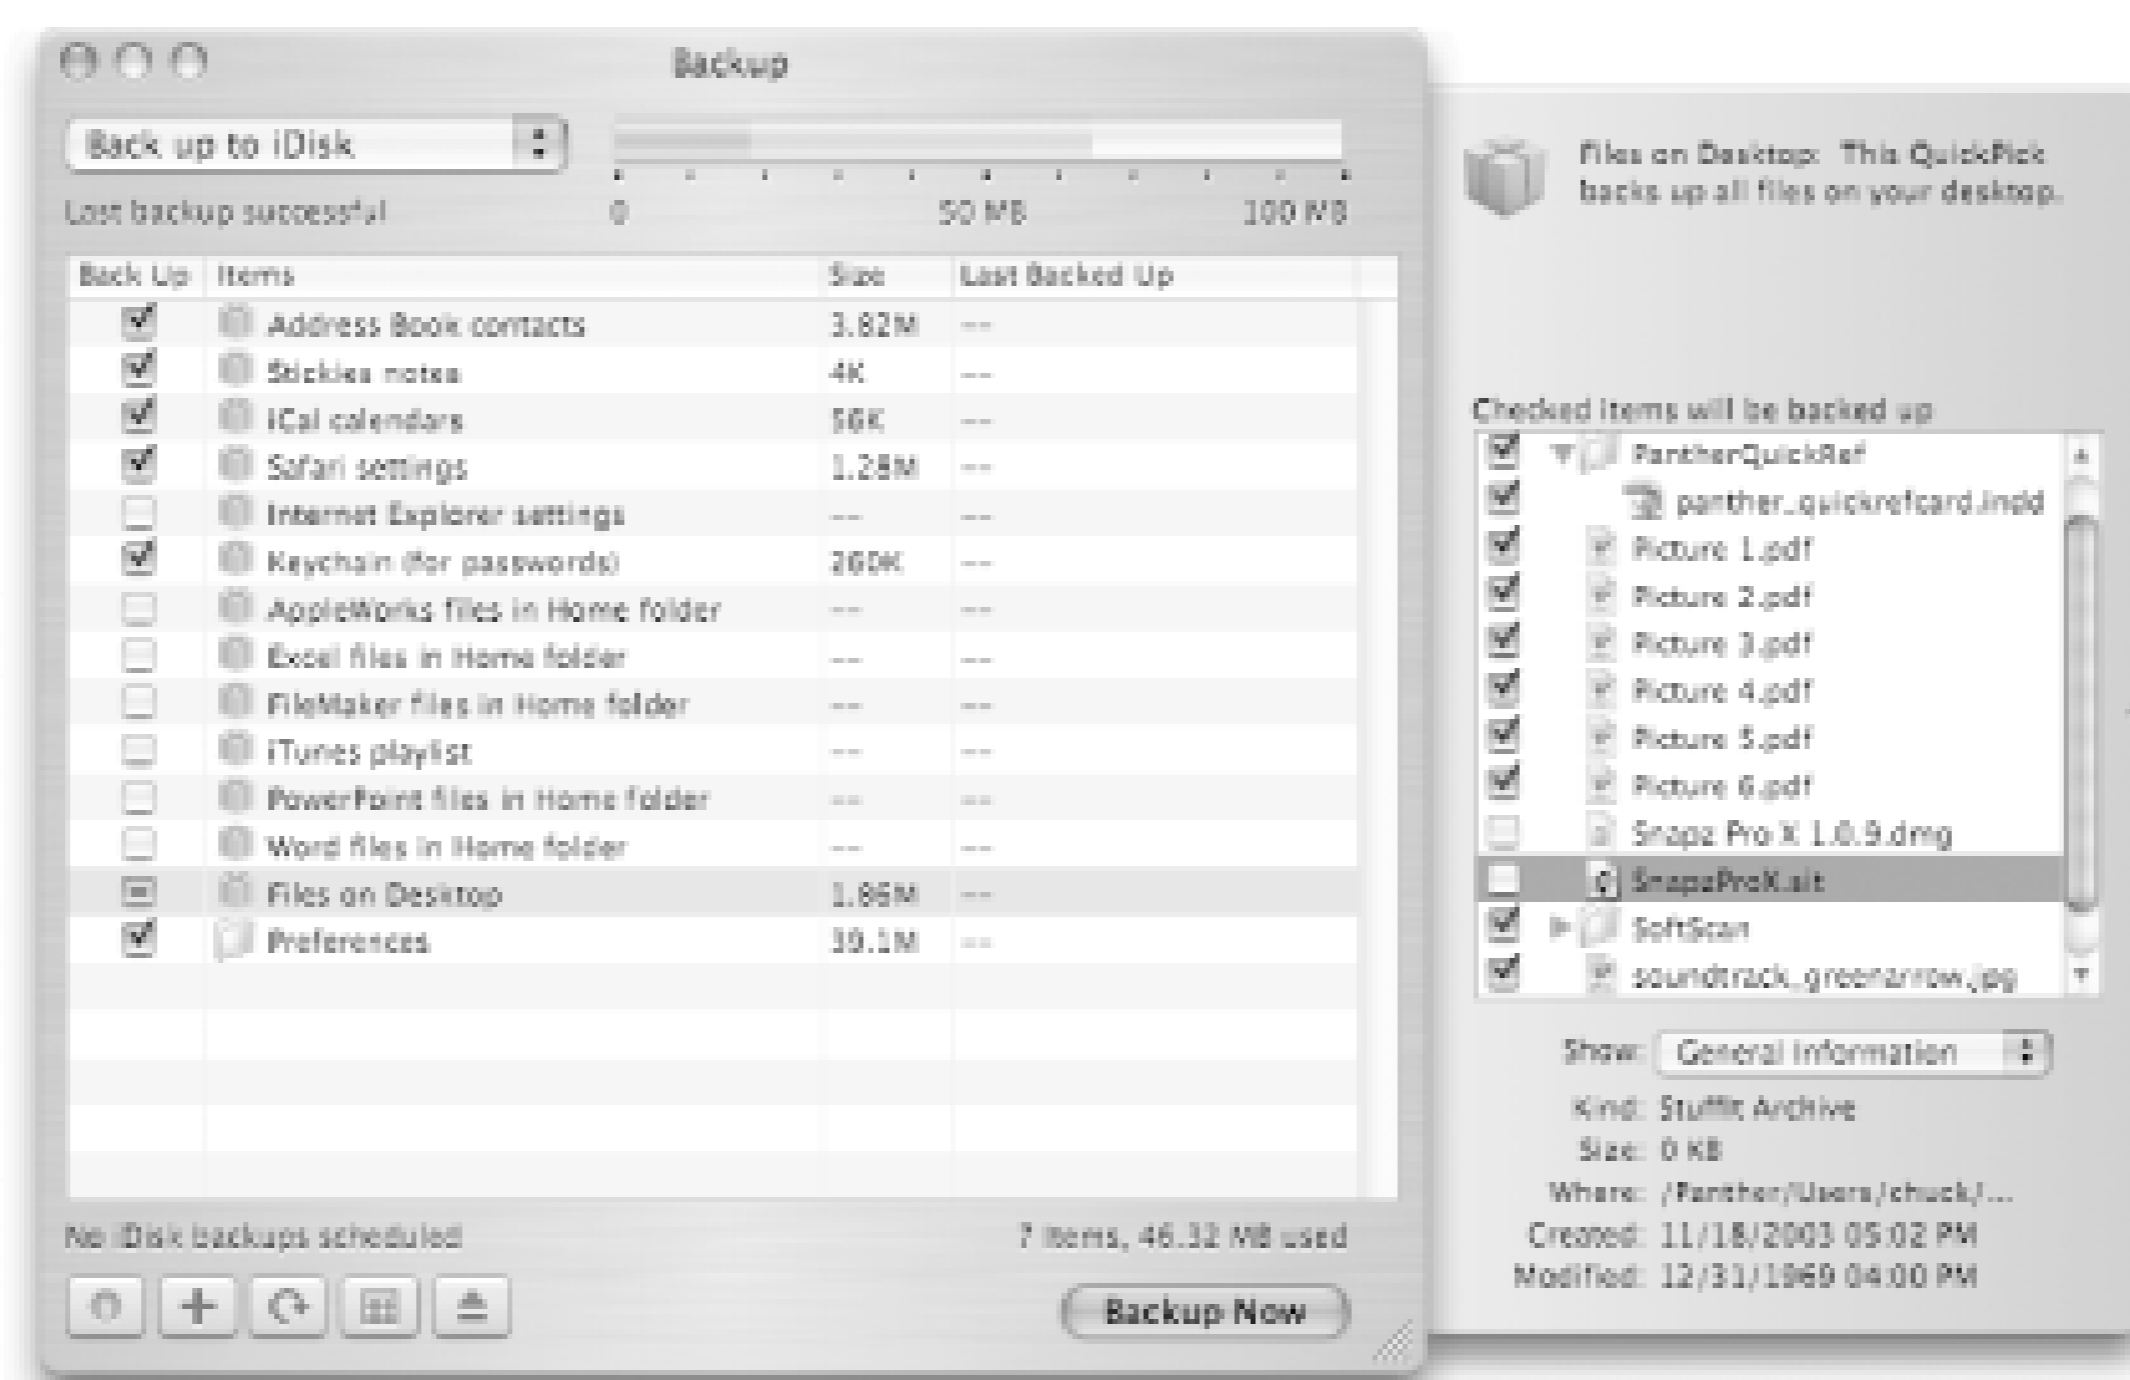 Backup
Back up to iDisk
Last backup successful
0 50 MB 100 MB
Back Up Items Size Last Backed Up
Address Book contacts 3.82M --
Stickies notes 4K --
iCal calendars 56K --
Safari settings 1.28M --
Internet Explorer settings -- --
Keychain (for passwords) 260K --
AppleWorks files in Home folder -- --
Excel files in Home folder -- --
FileMaker files in Home folder -- --
iTunes playlist -- --
PowerPoint files in Home folder -- --
Word files in Home folder -- --
Files on Desktop 1.86M --
Preferences 39.1M --
No iDisk backups scheduled
7 Items, 46.32 MB used
Backup Now
Files on Desktop: This QuickPick
backs up all files on your desktop.
Checked items will be backed up
PantherQuickRef
panther_quickrefcard.indd
Picture 1.pdf
Picture 2.pdf
Picture 3.pdf
Picture 4.pdf
Picture 5.pdf
Picture 6.pdf
Snapz Pro X 1.0.9.dmg
SnapzProX.sit
SoftScan
soundtrack_greenarrow.jpg
Show: General Information
Kind: StuffIt Archive
Size: 0 KB
Where: /Panther/Users/chuck/...
Created: 11/18/2003 05:02 PM
Modified: 12/31/1969 04:00 PM